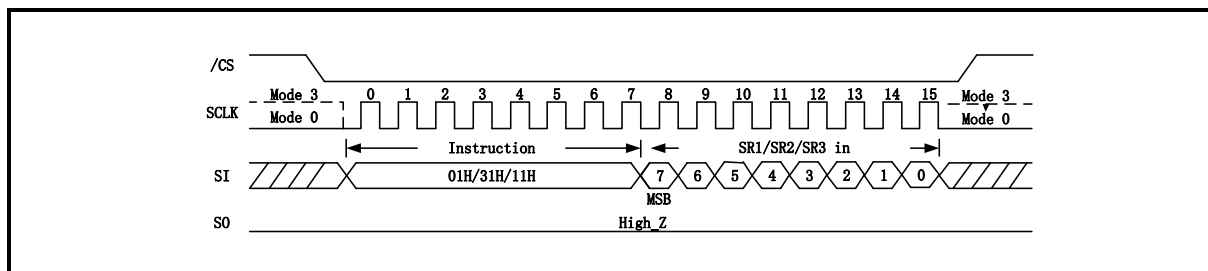 /CS
Mode 3 0 1 2 3 4 5 6 7 8 9 10 11 12 13 14 15 Mode 3
SCLK
Mode 0 Mode 0
Instruction SR1/SR2/SR3 in
SI 01H/31H/11H 7 6 5 4 3 2 1 0
MSB
SO High_Z